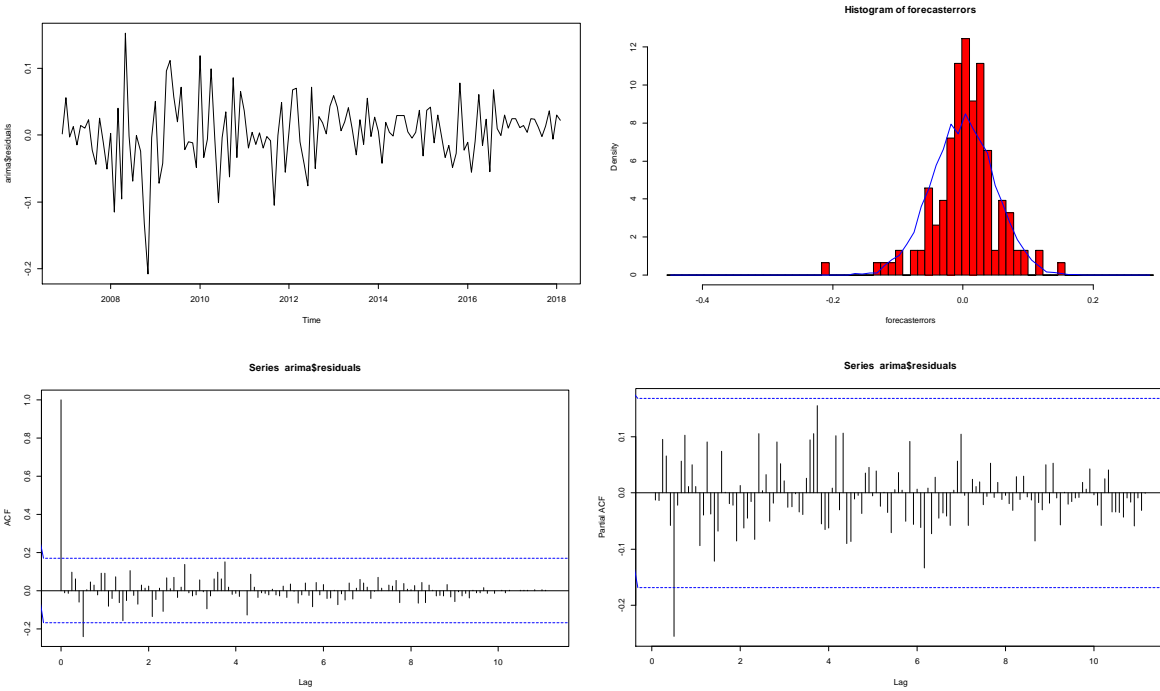 arima$residuals
0.1
0.0
-0.1
-0.2
2008 2010 2012 2014 2016 2018
Time
Histogram of forecasterrors
Density
12
10
8
6
4
2
0
-0.4 -0.2 0.0 0.2
forecasterrors
Series arima$residuals
ACF
1.0
0.8
0.6
0.4
0.2
0.0
-0.2
0 2 4 6 8 10
Lag
Series arima$residuals
Partial ACF
0.1
0.0
-0.1
-0.2
0 2 4 6 8 10
Lag